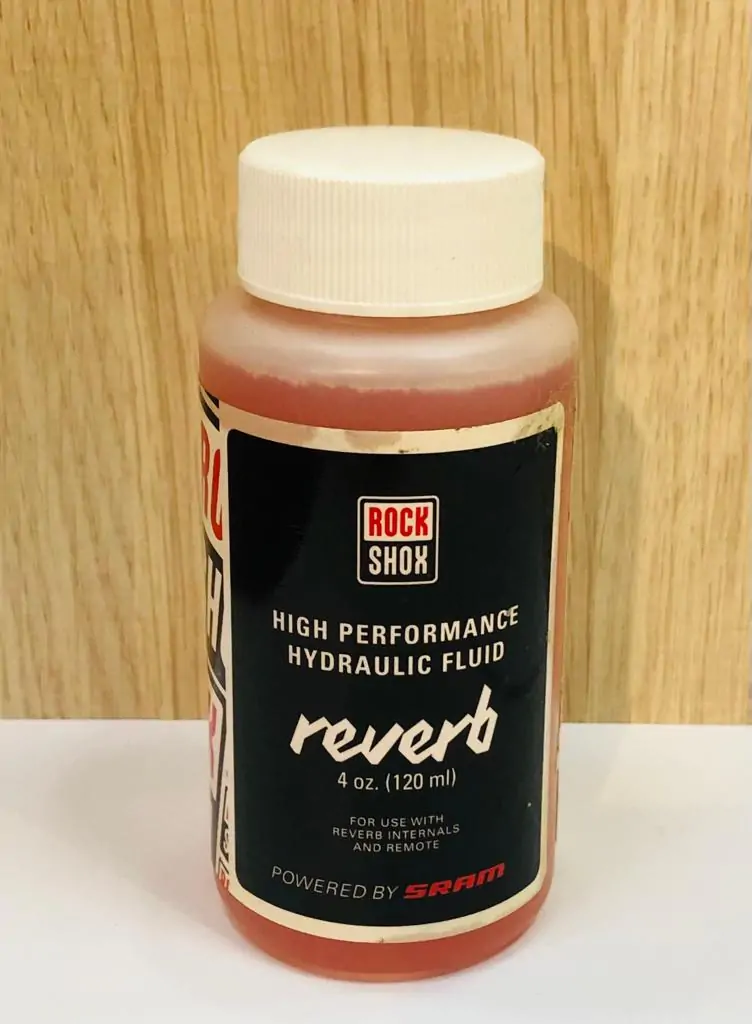 ROCK
SHOX
HIGH PERFORMANCE
HYDRAULIC FLUID
reverb
4 oz. (120 ml)
FOR USE WITH
REVERB INTERNALS
AND REMOTE
POWERED BY SRAM